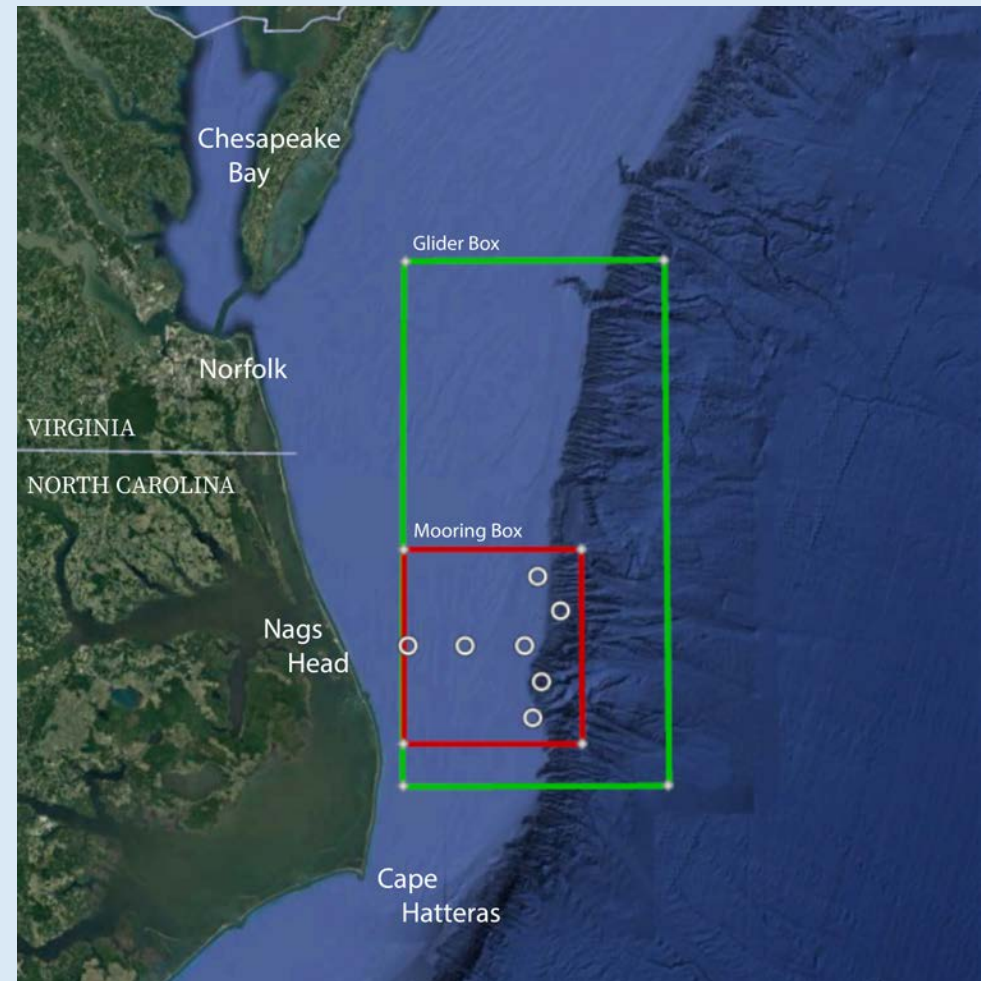 Chesapeake
Bay
Glider Box
Norfolk
VIRGINIA
NORTH CAROLINA
Mooring Box
Nags
Head
Cape
Hatteras